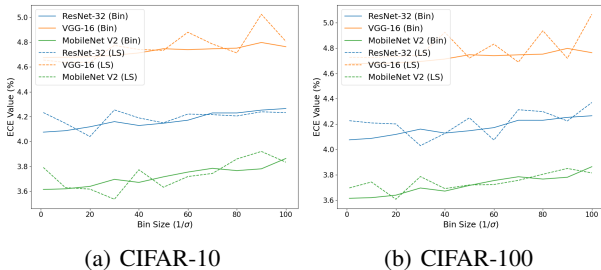 ResNet-32 (Bin)
VGG-16 (Bin)
MobileNet V2 (Bin)
ResNet-32 (LS)
VGG-16 (LS)
MobileNet V2 (LS)
ECE Value (%)
5.0
4.8
4.6
4.4
4.2
4.0
3.8
3.6
0 20 40 60 80 100
Bin Size (1/σ)
(a) CIFAR-10
ResNet-32 (Bin)
VGG-16 (Bin)
MobileNet V2 (Bin)
ResNet-32 (LS)
VGG-16 (LS)
MobileNet V2 (LS)
ECE Value (%)
5.0
4.8
4.6
4.4
4.2
4.0
3.8
3.6
0 20 40 60 80 100
Bin Size (1/σ)
(b) CIFAR-100